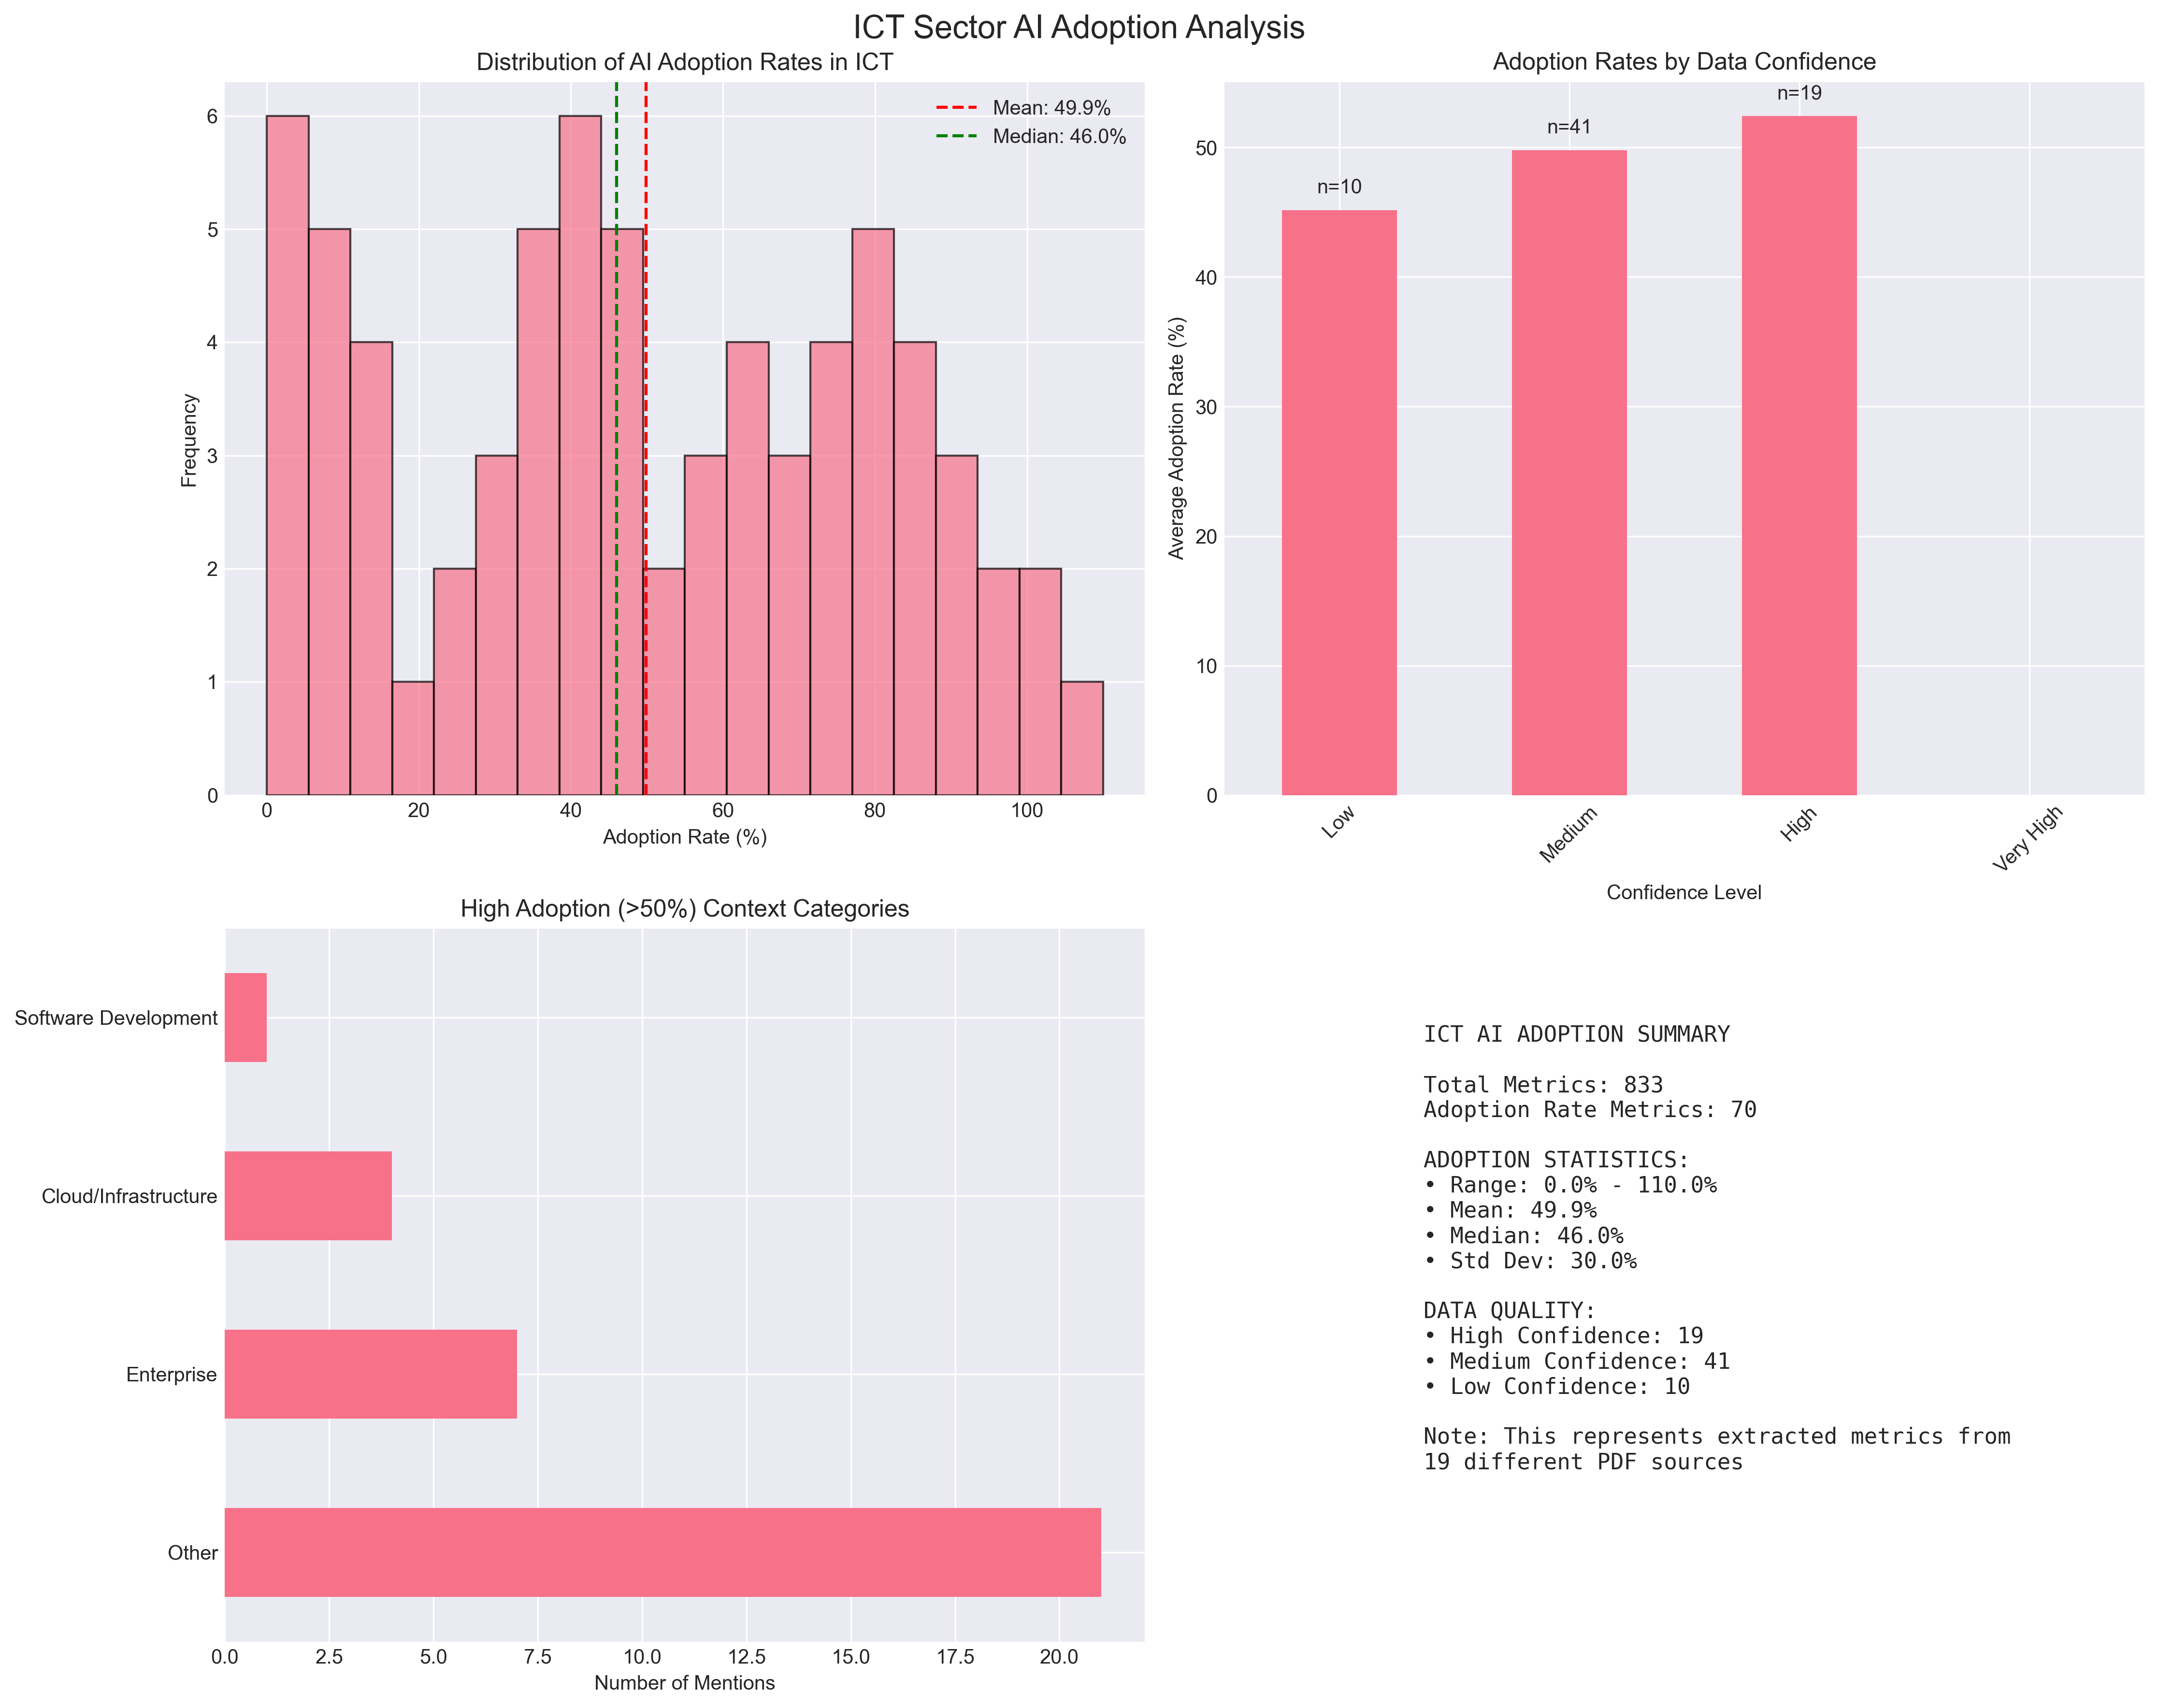 ICT Sector AI Adoption Analysis
Distribution of AI Adoption Rates in ICT
Mean: 49.9%
Median: 46.0%
Frequency
6
5
4
3
2
1
0
0 20 40 60 80 100
Adoption Rate (%)
Adoption Rates by Data Confidence
n=10
n=41
n=19
Average Adoption Rate (%)
50
40
30
20
10
0
Low
Medium
High
Very High
Confidence Level
High Adoption (>50%) Context Categories
Software Development
Cloud/Infrastructure
Enterprise
Other
0.0 2.5 5.0 7.5 10.0 12.5 15.0 17.5 20.0
Number of Mentions
ICT AI ADOPTION SUMMARY
Total Metrics: 833
Adoption Rate Metrics: 70
ADOPTION STATISTICS:
• Range: 0.0% - 110.0%
• Mean: 49.9%
• Median: 46.0%
• Std Dev: 30.0%
DATA QUALITY:
• High Confidence: 19
• Medium Confidence: 41
• Low Confidence: 10
Note: This represents extracted metrics from
19 different PDF sources